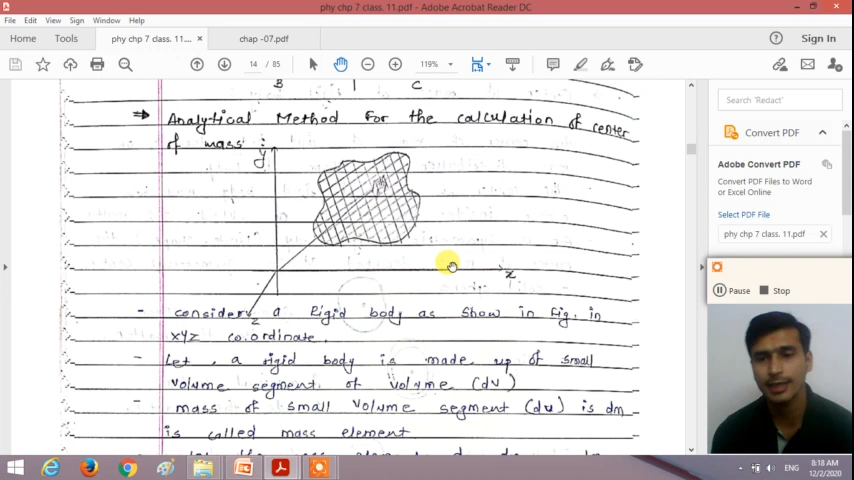 phy chp 7 class. 11.pdf - Adobe Acrobat Reader DC
File Edit View Sign Window Help
Home Tools phy chp 7 class. 11.... × chap -07.pdf Sign In
14 / 85 119%
B C
Search 'Redact'
Convert PDF
Adobe Convert PDF
Convert PDF Files to Word
or Excel Online
Select PDF File
phy chp 7 class. 11.pdf ×
Pause Stop
⇒ Analytical Method For the calculation of center
of mass :-
y
x
z
- consider a Rigid body as show in Fig. in
xyz co.ordinate.
- Let, a rigid body is made up of small
volume segment of volume (dv)
- mass of small volume segment (dv) is dm
is called mass element
ENG 8:18 AM
12/2/2020